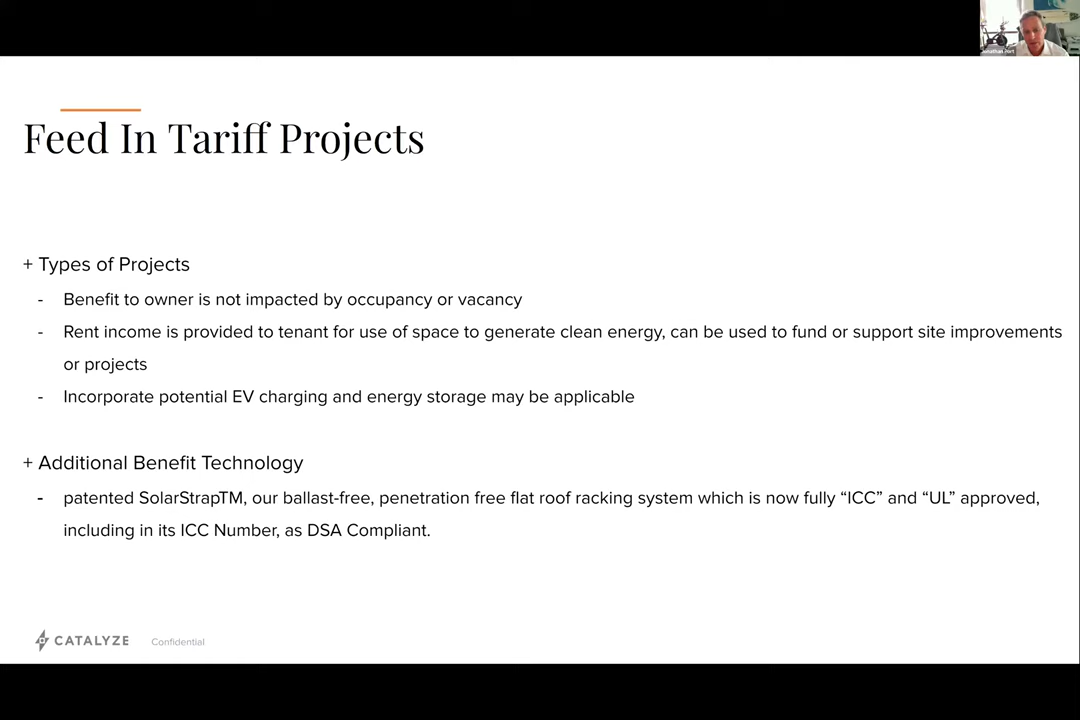 Jonathan Port
Feed In Tariff Projects
+ Types of Projects
- Benefit to owner is not impacted by occupancy or vacancy
- Rent income is provided to tenant for use of space to generate clean energy, can be used to fund or support site improvements
or projects
- Incorporate potential EV charging and energy storage may be applicable
+ Additional Benefit Technology
- patented SolarStrapTM, our ballast-free, penetration free flat roof racking system which is now fully “ICC” and “UL” approved,
including in its ICC Number, as DSA Compliant.
CATALYZE Confidential